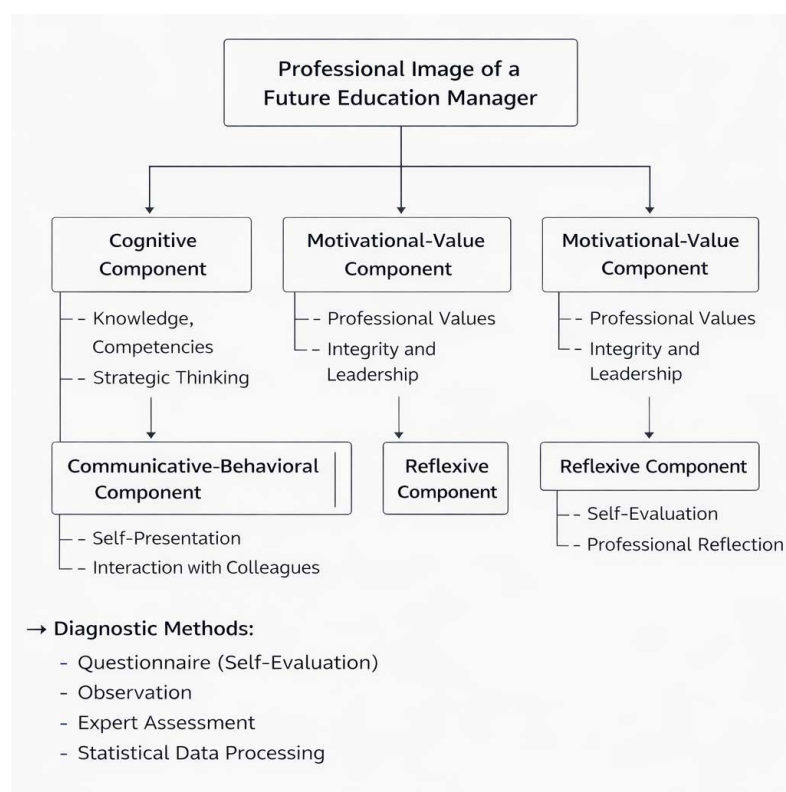 Professional Image of a
Future Education Manager
Cognitive
Component
- Knowledge,
Competencies
- Strategic Thinking
Motivational-Value
Component
- Professional Values
- Integrity and
Leadership
Motivational-Value
Component
- Professional Values
- Integrity and
Leadership
Communicative-Behavioral
Component
- Self-Presentation
- Interaction with Colleagues
Reflexive
Component
Reflexive Component
- Self-Evaluation
- Professional Reflection
→ Diagnostic Methods:
- Questionnaire (Self-Evaluation)
- Observation
- Expert Assessment
- Statistical Data Processing